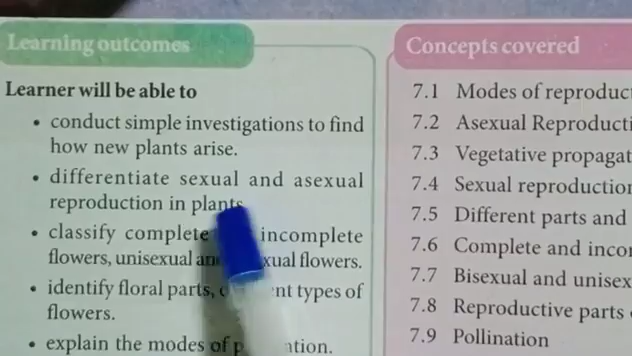 Learning outcomes
Learner will be able to
• conduct simple investigations to find
how new plants arise.
• differentiate sexual and asexual
reproduction in plants.
• classify complete incomplete
flowers, unisexual and xual flowers.
• identify floral parts, types of
flowers.
• explain the modes of
Concepts covered
7.1 Modes of reproduc
7.2 Asexual Reproducti
7.3 Vegetative propagat
7.4 Sexual reproduction
7.5 Different parts and
7.6 Complete and incom
7.7 Bisexual and unisex
7.8 Reproductive parts
7.9 Pollination